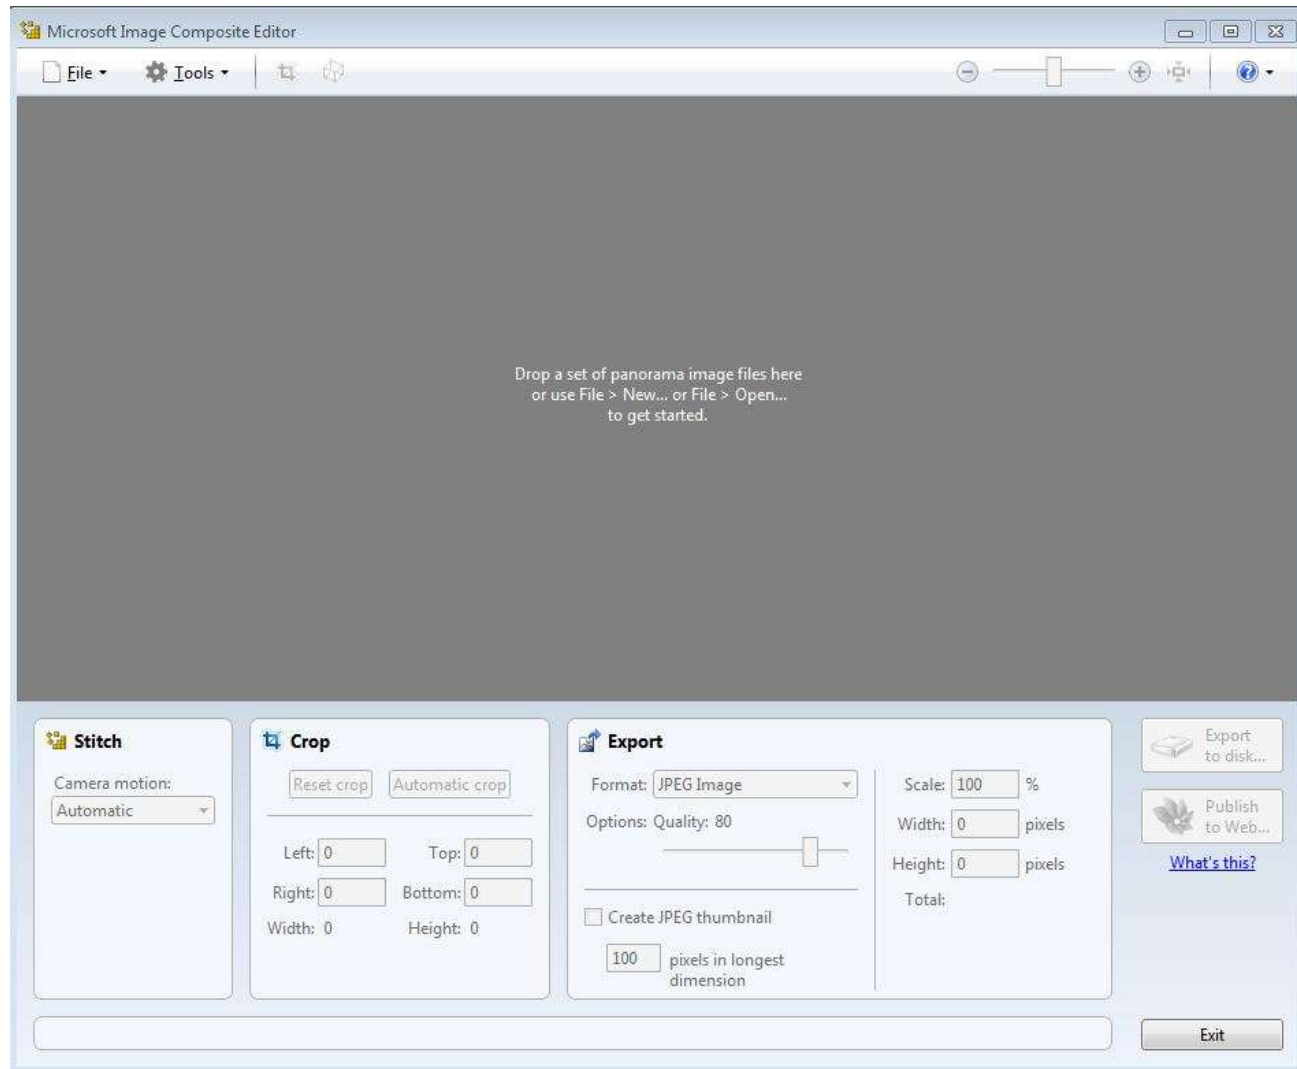 Microsoft Image Composite Editor
File Tools
Drop a set of panorama image files here
or use File > New... or File > Open...
to get started.
Stitch
Camera motion:
Automatic
Crop
Reset crop Automatic crop
Left: 0 Top: 0
Right: 0 Bottom: 0
Width: 0 Height: 0
Export
Format: JPEG Image
Options: Quality: 80
Create JPEG thumbnail
100 pixels in longest
dimension
Scale: 100 %
Width: 0 pixels
Height: 0 pixels
Total:
Export
to disk...
Publish
to Web...
What's this?
Exit